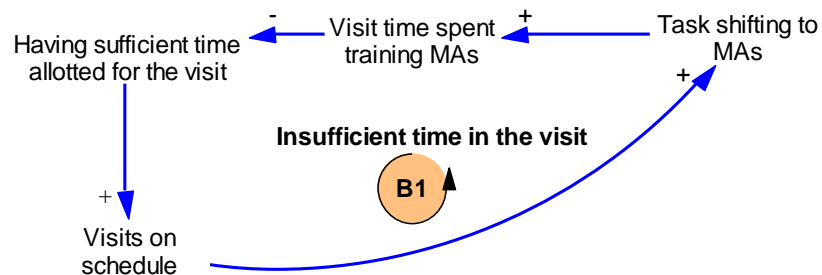 Having sufficient time
allotted for the visit
-
Visit time spent
training MAs
+
Task shifting to
MAs
+
Insufficient time in the visit
B1
+
Visits on
schedule